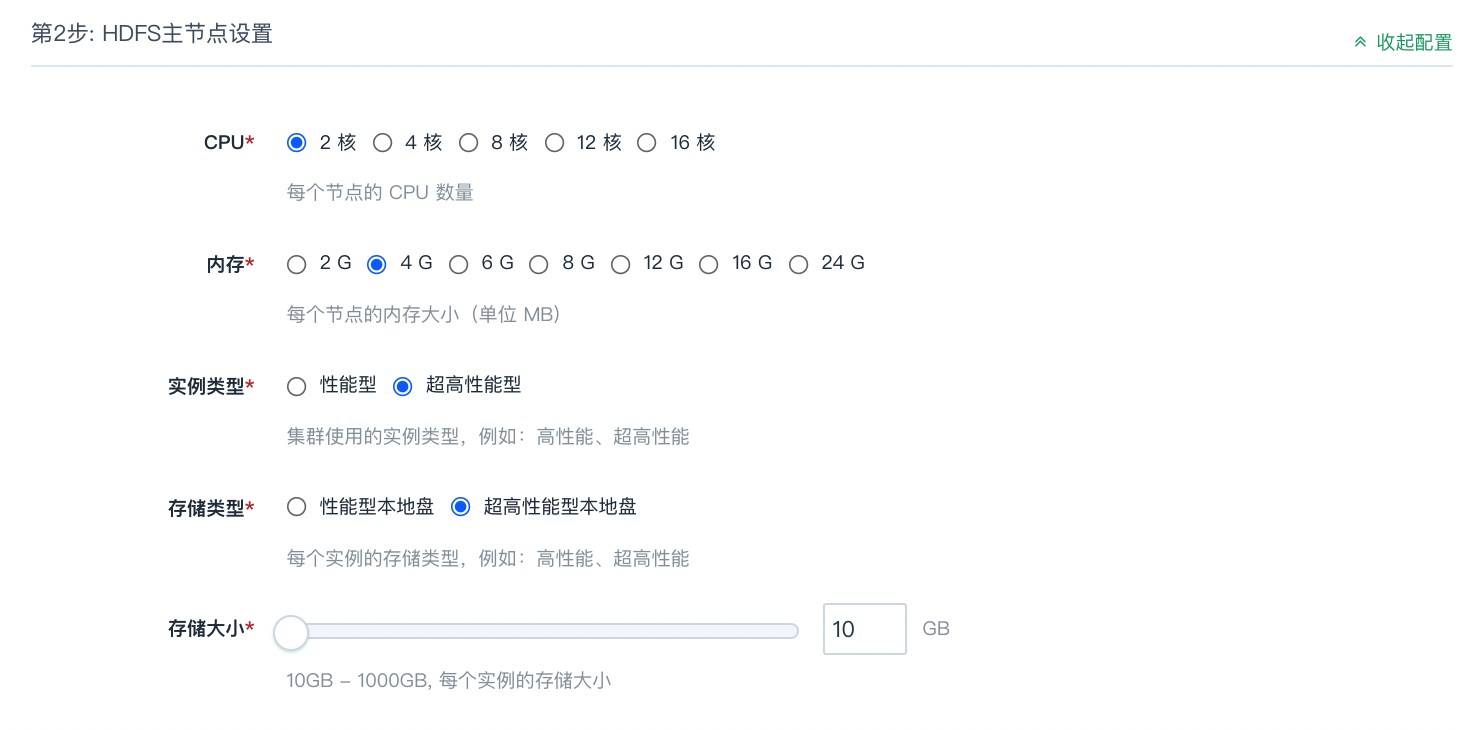 第2步: HDFS主节点设置
收起配置
CPU* 2 核 4 核 8 核 12 核 16 核
每个节点的 CPU 数量
内存* 2 G 4 G 6 G 8 G 12 G 16 G 24 G
每个节点的内存大小（单位 MB）
实例类型* 性能型 超高性能型
集群使用的实例类型，例如：高性能、超高性能
存储类型* 性能型本地盘 超高性能型本地盘
每个实例的存储类型，例如：高性能、超高性能
存储大小* 10 GB
10GB – 1000GB, 每个实例的存储大小